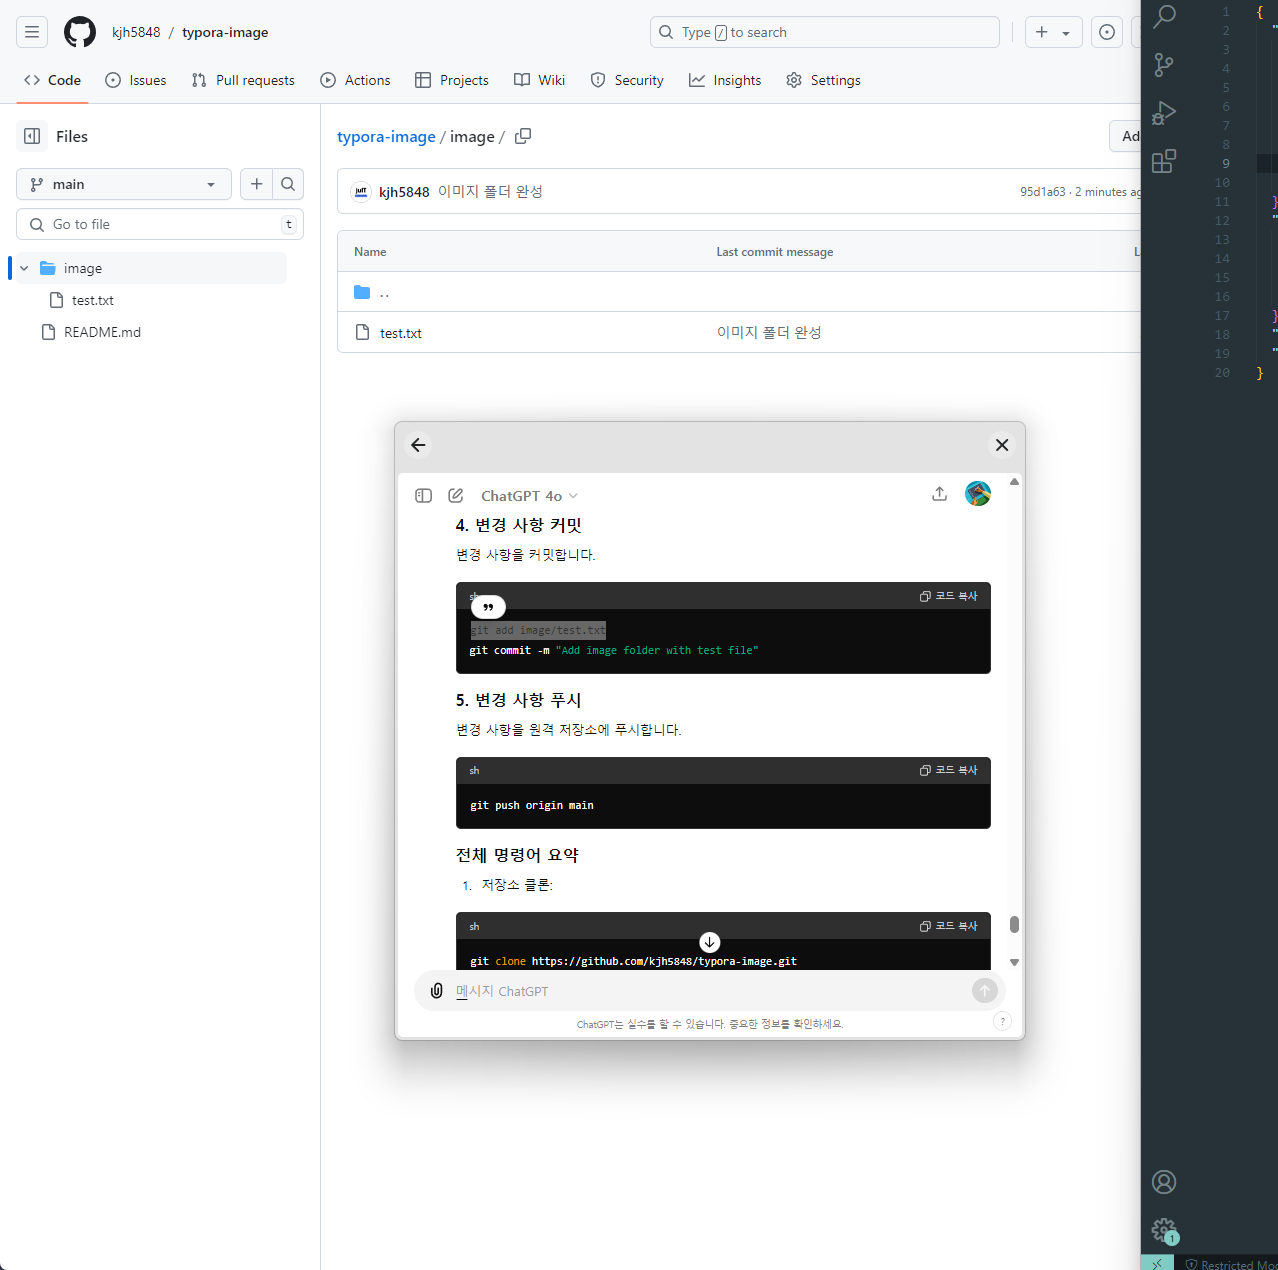 kjh5848 / typora-image
Type / to search
Code
Issues
Pull requests
Actions
Projects
Wiki
Security
Insights
Settings
Files
main
Go to file
t
image
test.txt
README.md
typora-image / image /
kjh5848 이미지 폴더 완성
95d1a63 · 2 minutes
Name
Last commit message
..
test.txt
이미지 폴더 완성
ChatGPT 4o
4. 변경 사항 커밋
변경 사항을 커밋합니다.
코드 복사
git add image/test.txt
git commit -m "Add image folder with test file"
5. 변경 사항 푸시
변경 사항을 원격 저장소에 푸시합니다.
sh
코드 복사
git push origin main
전체 명령어 요약
1. 저장소 클론:
sh
코드 복사
git clone https://github.com/kjh5848/typora-image.git
메시지 ChatGPT
ChatGPT는 실수를 할 수 있습니다. 중요한 정보를 확인하세요.
?
1 {
2 "
3
4
5
6
7
8
9
10
11 }
12 "
13
14
15
16
17 }
18 "
19 "
20 }
1
Restricted